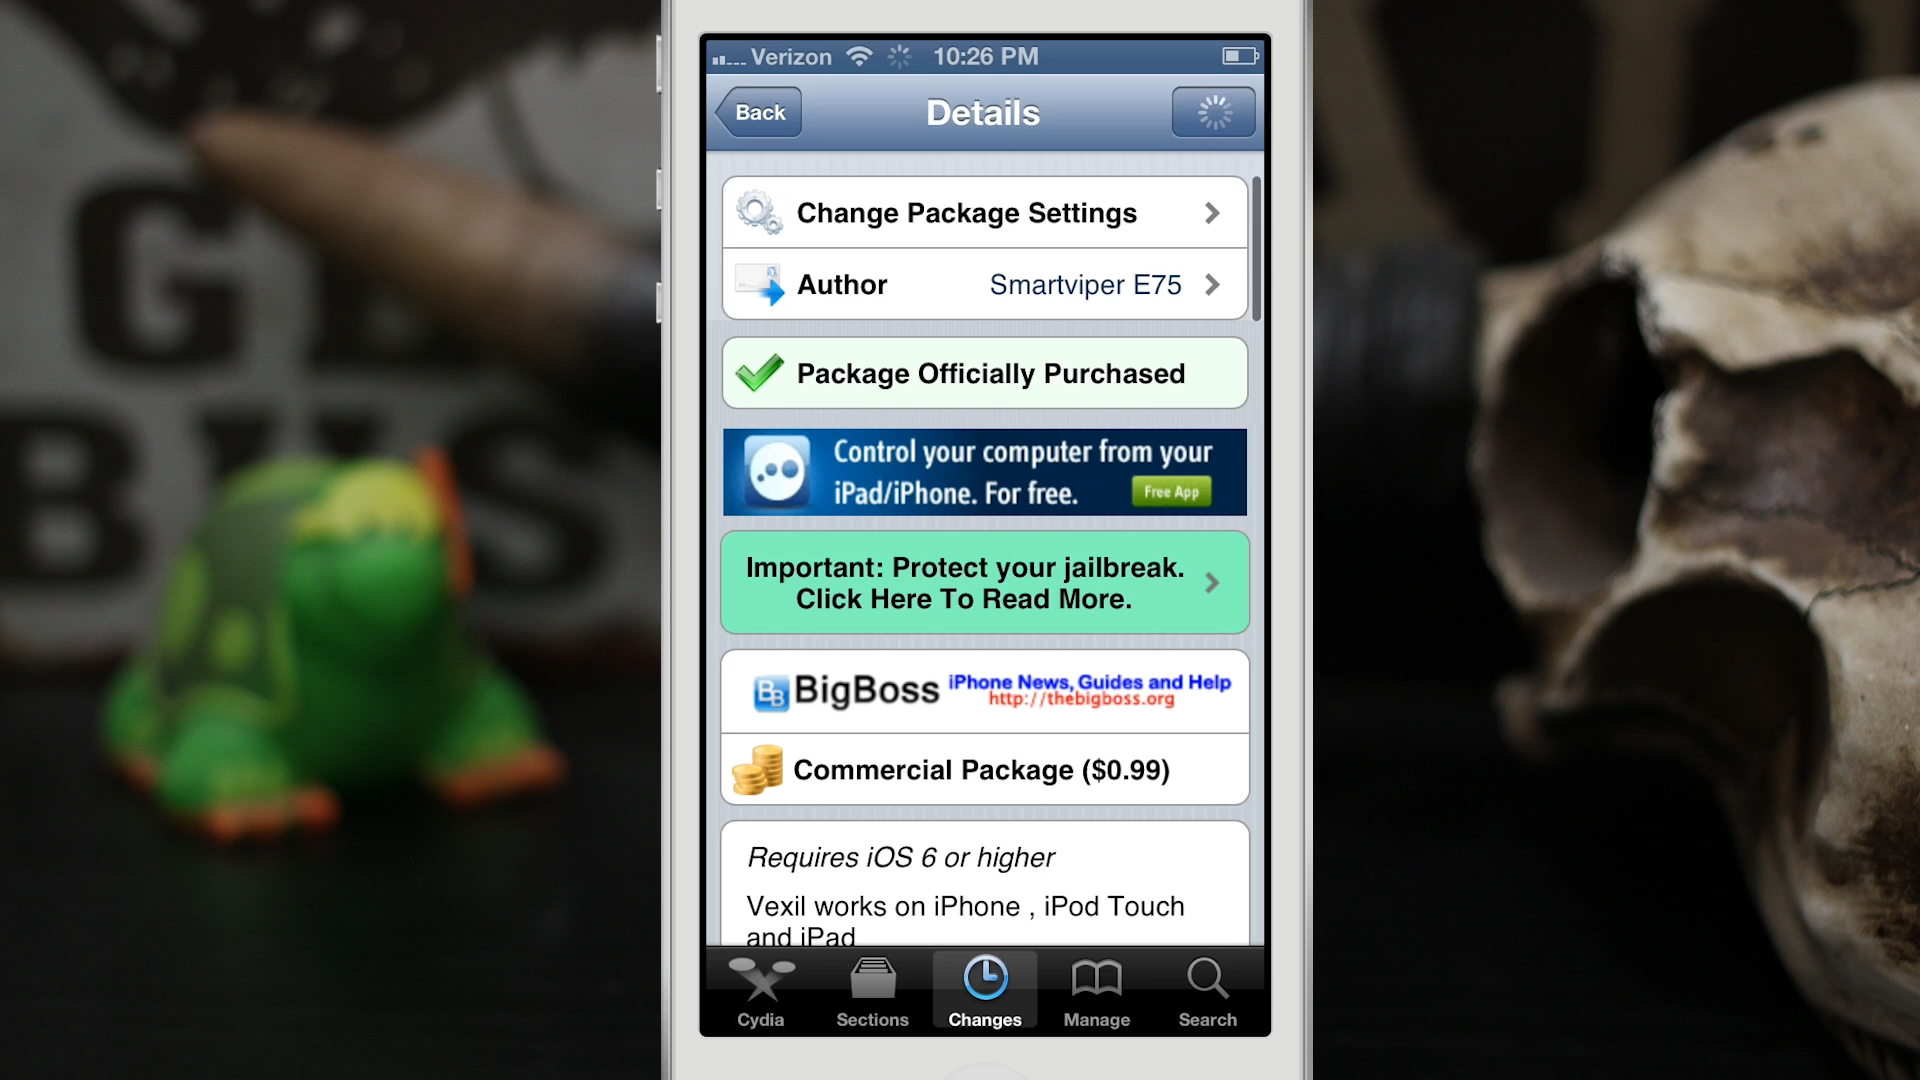 Verizon 10:26 PM
Back Details
Change Package Settings
Author Smartviper E75
Package Officially Purchased
Control your computer from your
iPad/iPhone. For free. Free App
Important: Protect your jailbreak.
Click Here To Read More.
BB BigBoss iPhone News, Guides and Help
http://thebigboss.org
Commercial Package ($0.99)
Requires iOS 6 or higher
Vexil works on iPhone , iPod Touch
and iPad
Cydia Sections Changes Manage Search